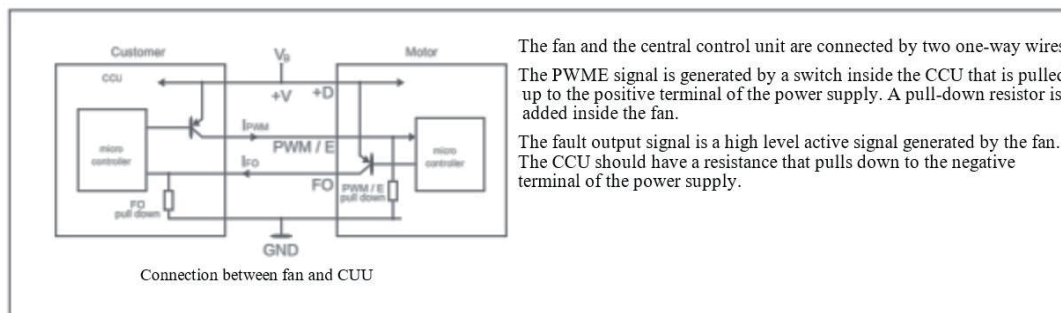 Customer
V_B
Motor
CCU
+V
+D
micro
controller
I_PWM
PWM / E
I_FO
FO
micro
controller
PWM / E
pull down
FO
pull down
GND
Connection between fan and CUU
The fan and the central control unit are connected by two one-way wires
The PWME signal is generated by a switch inside the CCU that is pulled
up to the positive terminal of the power supply. A pull-down resistor is
added inside the fan.
The fault output signal is a high level active signal generated by the fan.
The CCU should have a resistance that pulls down to the negative
terminal of the power supply.